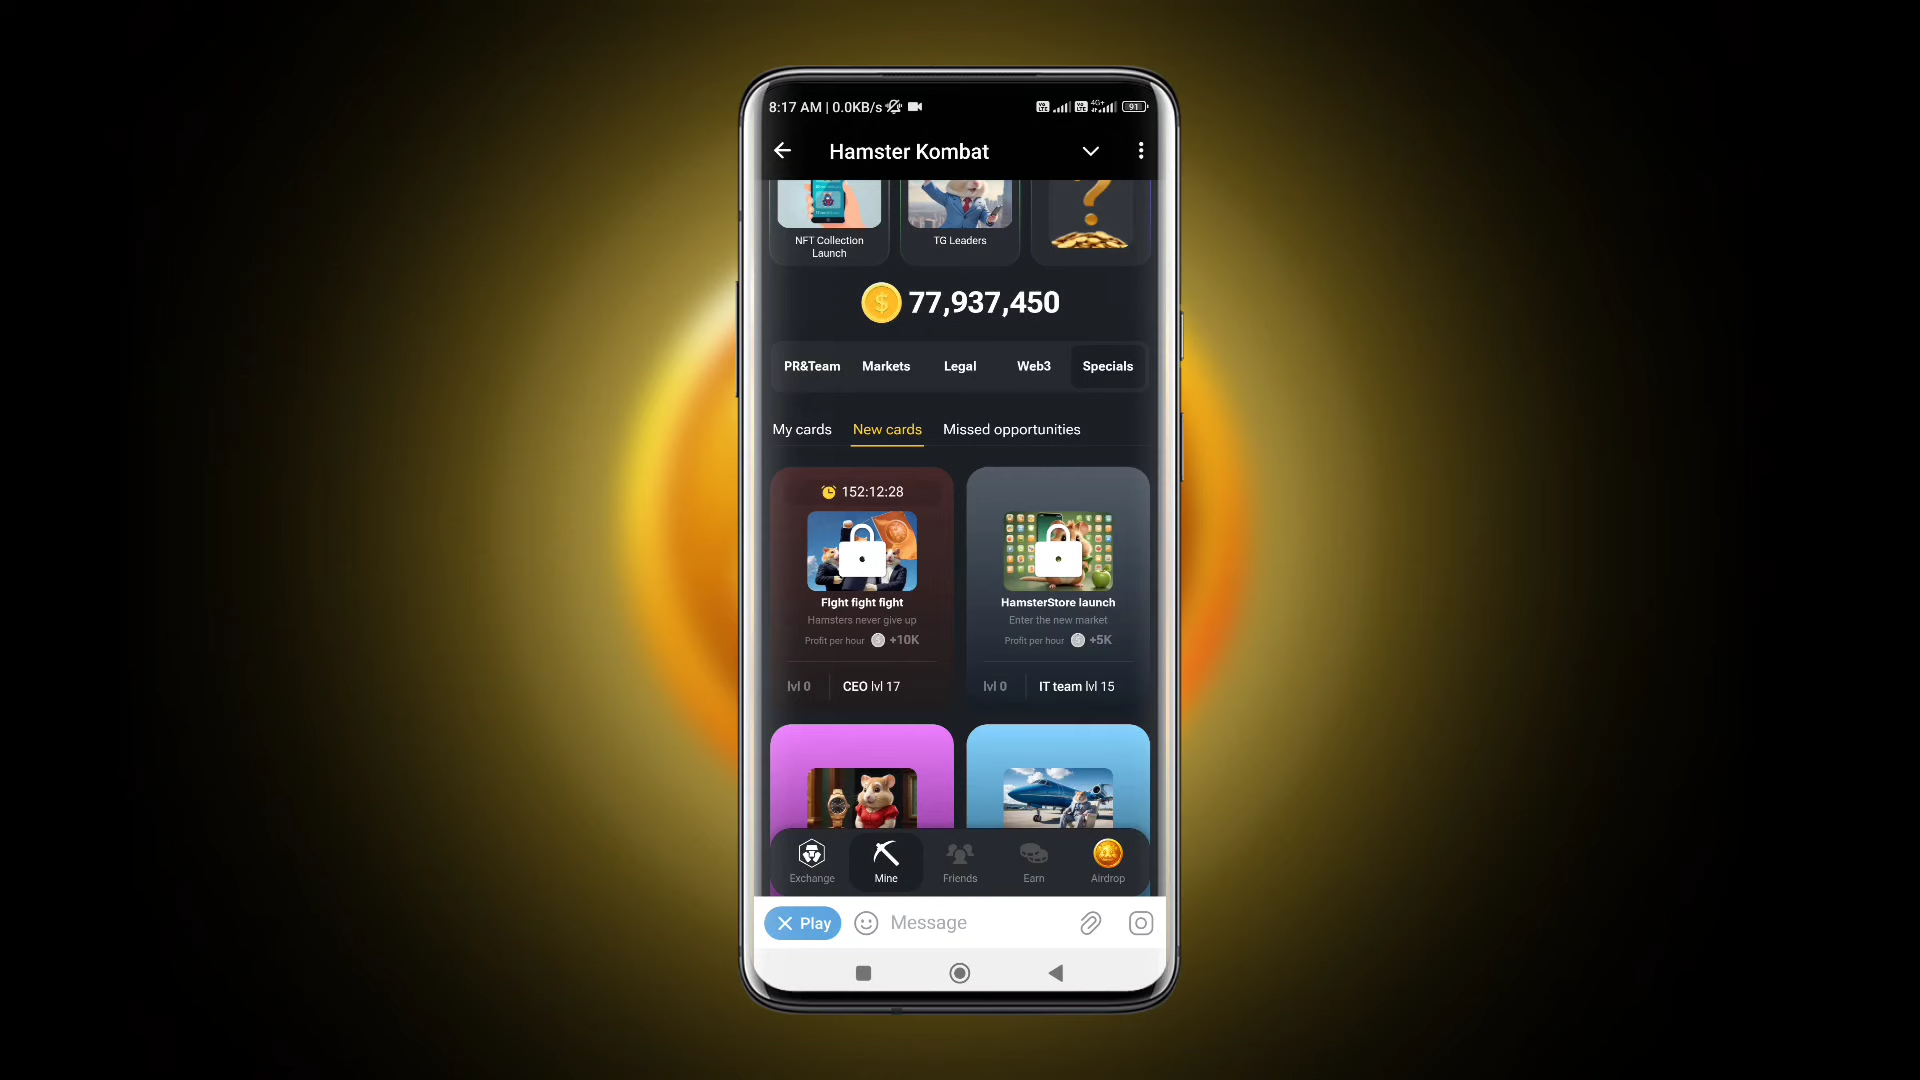 8:17 AM | 0.0KB/s
91
Hamster Kombat
NFT Collection
Launch
TG Leaders
77,937,450
PR&Team Markets Legal Web3 Specials
My cards New cards Missed opportunities
152:12:28
FIght fight fight
Hamsters never give up
Profit per hour +10K
lvl 0 CEO lvl 17
HamsterStore launch
Enter the new market
Profit per hour +5K
lvl 0 IT team lvl 15
Exchange Mine Friends Earn Airdrop
Play Message